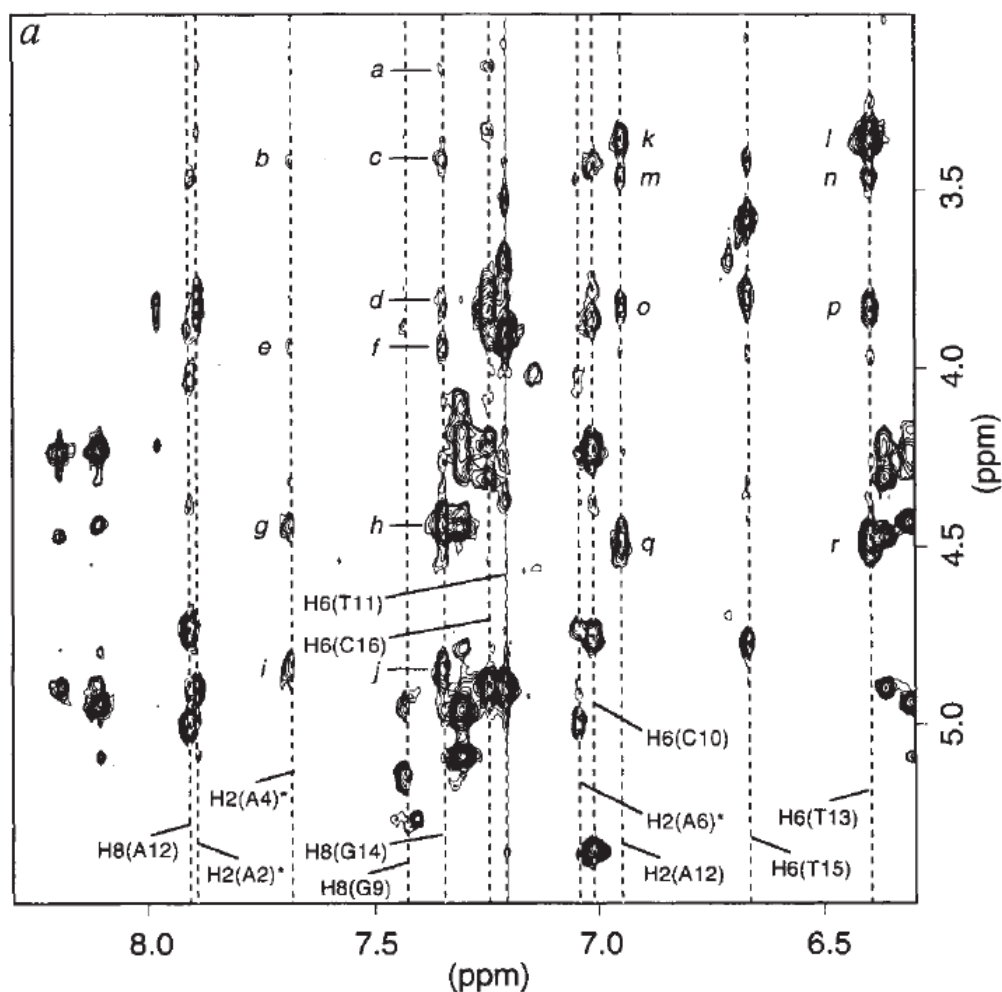 a
a
b
c
k
l
m
n
3.5
d
o
p
e
f
4.0
(ppm)
g
h
q
r
4.5
H6(T11)
H6(C16)
i
j
5.0
H6(C10)
H2(A4)*
H2(A6)*
H6(T13)
H8(A12)
H8(G14)
H2(A12)
H6(T15)
H2(A2)*
H8(G9)
8.0 7.5 7.0 6.5
(ppm)